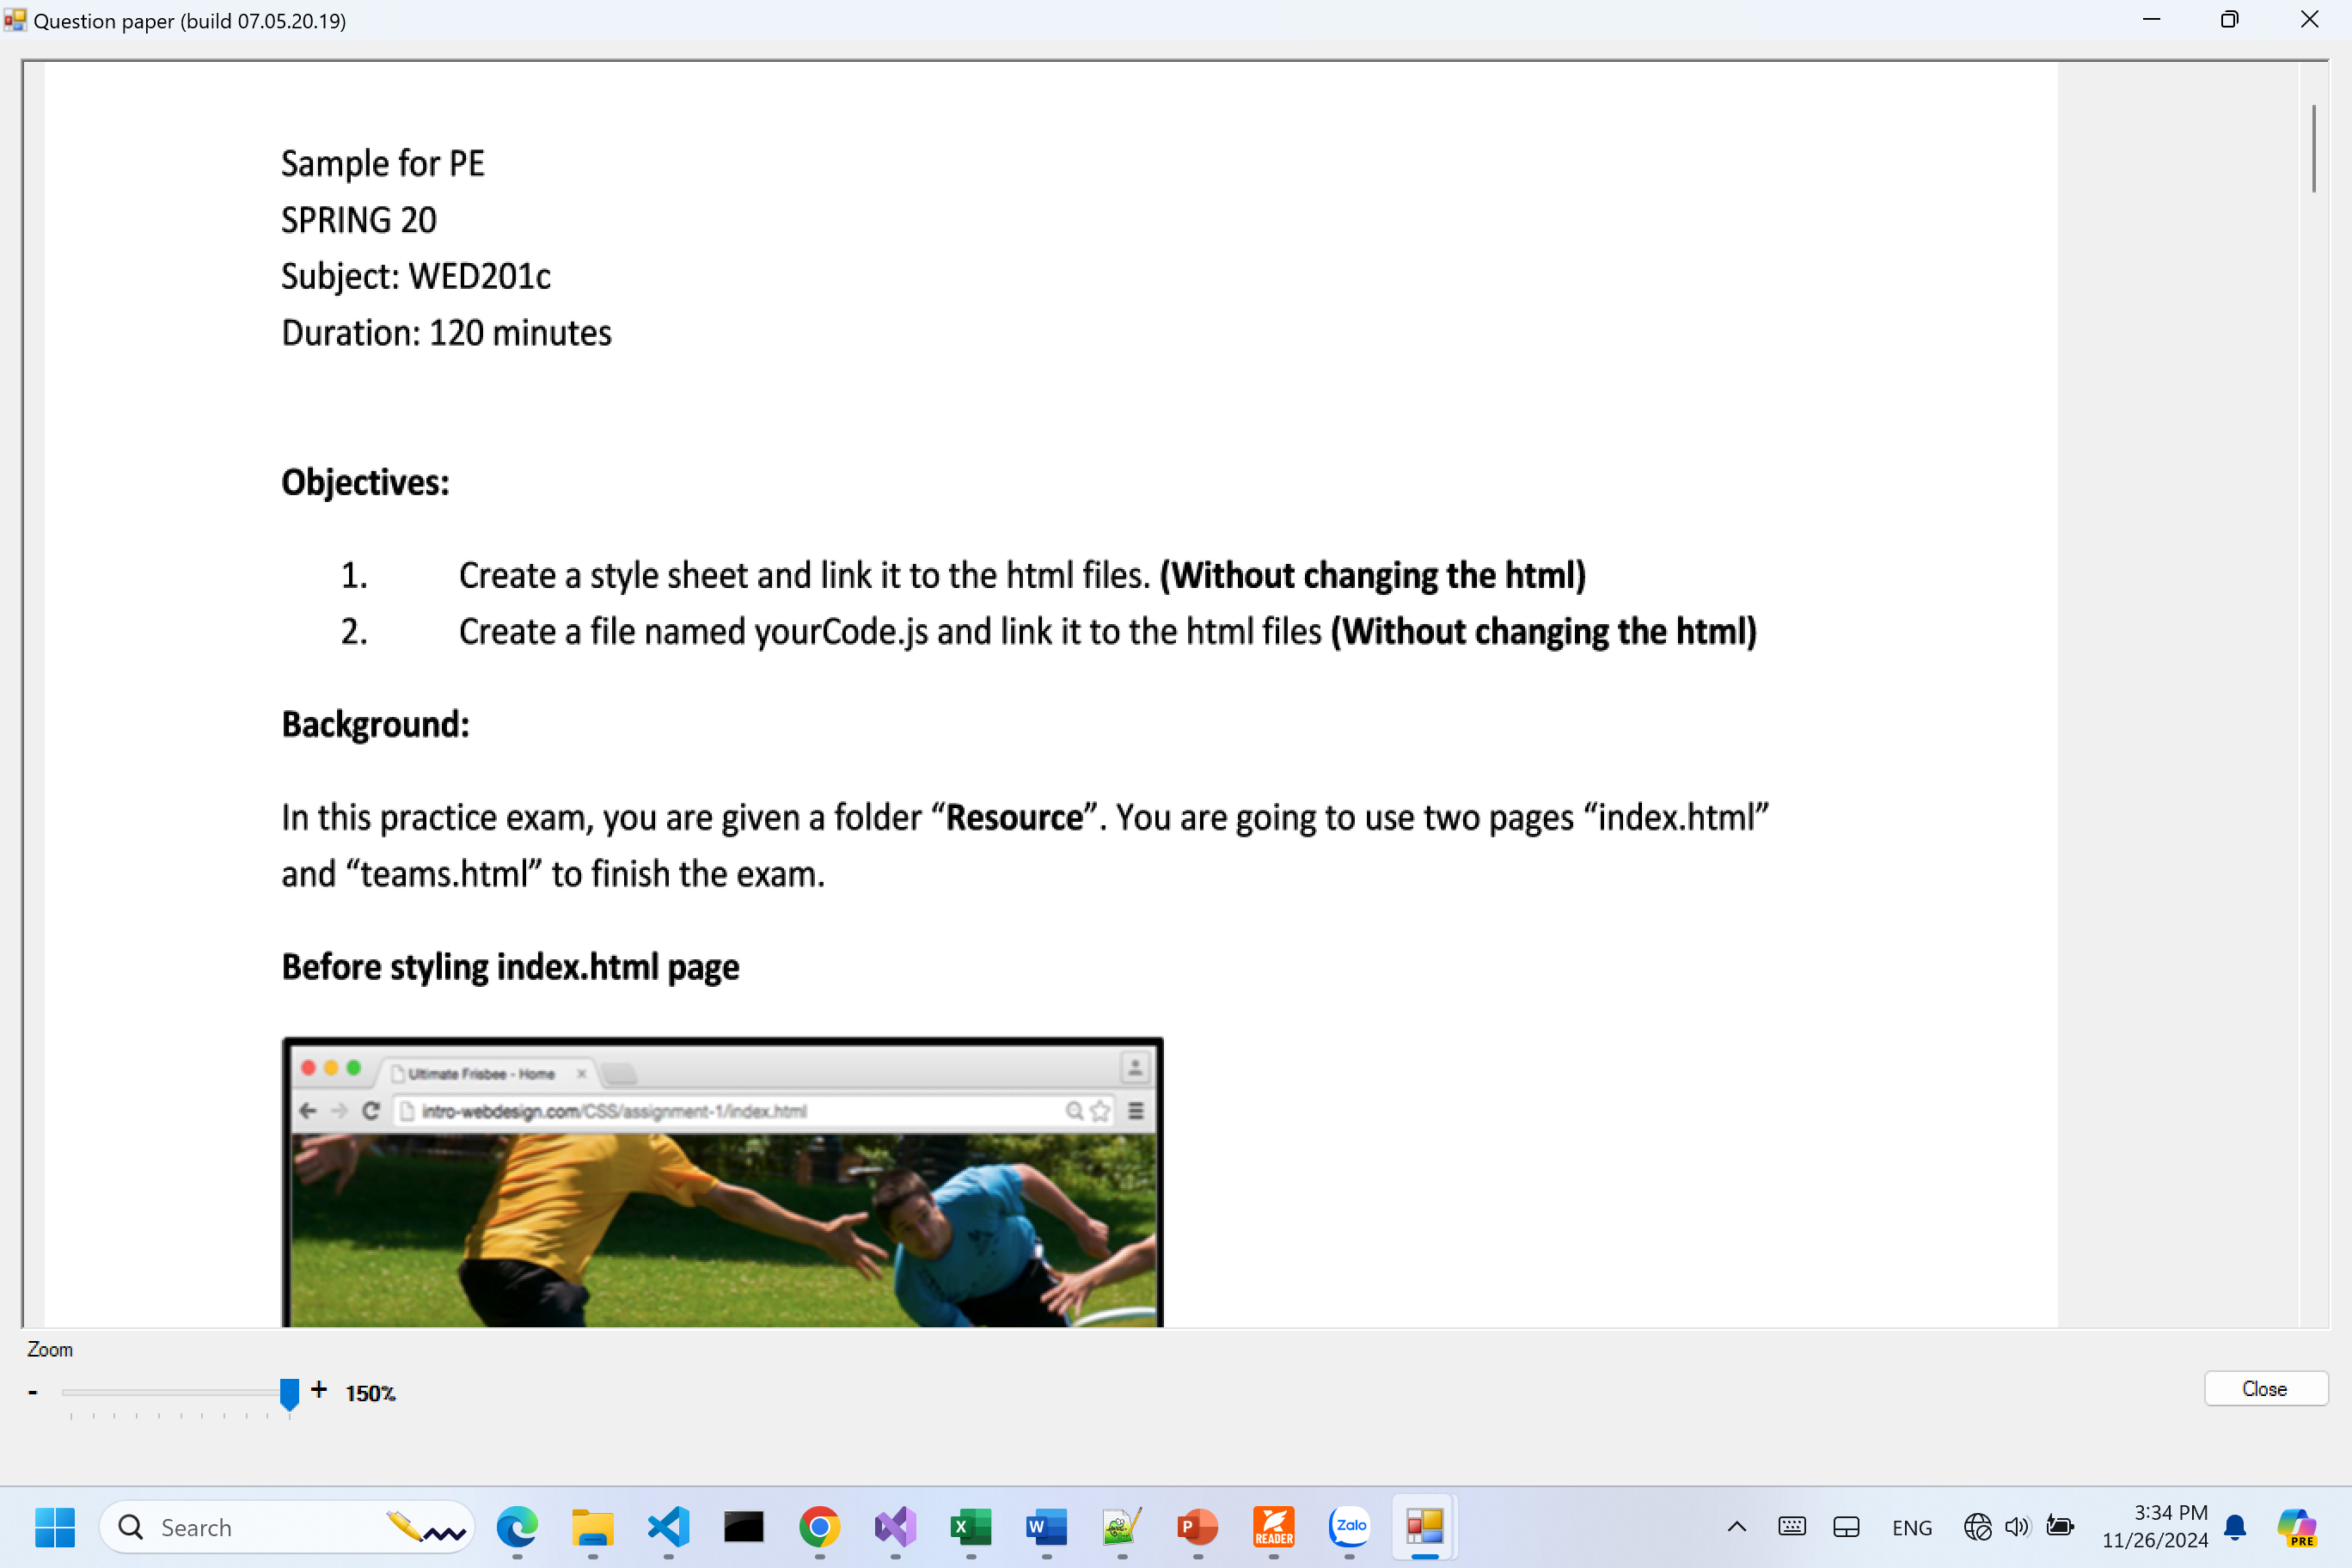 Question paper (build 07.05.20.19)
Sample for PE
SPRING 20
Subject: WED201c
Duration: 120 minutes
Objectives:
1. Create a style sheet and link it to the html files. (Without changing the html)
2. Create a file named yourCode.js and link it to the html files (Without changing the html)
Background:
In this practice exam, you are given a folder “Resource”. You are going to use two pages “index.html”
and “teams.html” to finish the exam.
Before styling index.html page
Ultimate Frisbee - Home
intro-webdesign.com/CSS/assignment-1/index.html
Zoom
- + 150%
Close
Search
X
W
P
READER
Zalo
ENG
3:34 PM
11/26/2024
PRE